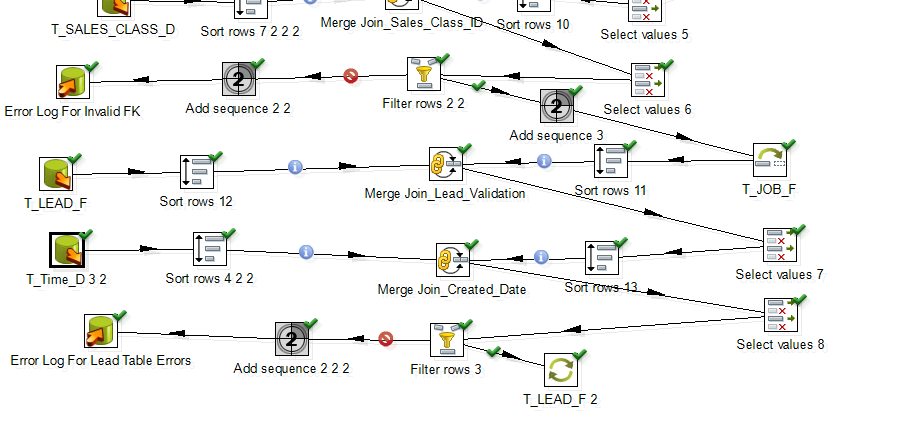 T_SALES_CLASS_D
Sort rows 7 2 2 2
Merge Join_Sales_Class_ID
Sort rows 10
Select values 5
Error Log For Invalid FK
Add sequence 2 2
Filter rows 2 2
Add sequence 3
Select values 6
T_LEAD_F
Sort rows 12
Merge Join_Lead_Validation
Sort rows 11
T_JOB_F
T_Time_D 3 2
Sort rows 4 2 2
Merge Join_Created_Date
Sort rows 13
Select values 7
Error Log For Lead Table Errors
Add sequence 2 2 2
Filter rows 3
T_LEAD_F 2
Select values 8